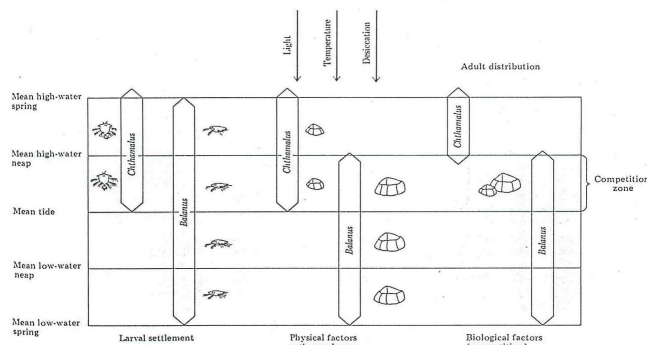 Light
Temperature
Desiccation
Adult distribution
Mean high-water
spring
Chthamalus
Balanus
Chthamalus
Chthamalus
Mean high-water
neap
Competition
zone
Mean tide
Balanus
Balanus
Mean low-water
neap
Mean low-water
spring
Larval settlement
Physical factors
Biological factors